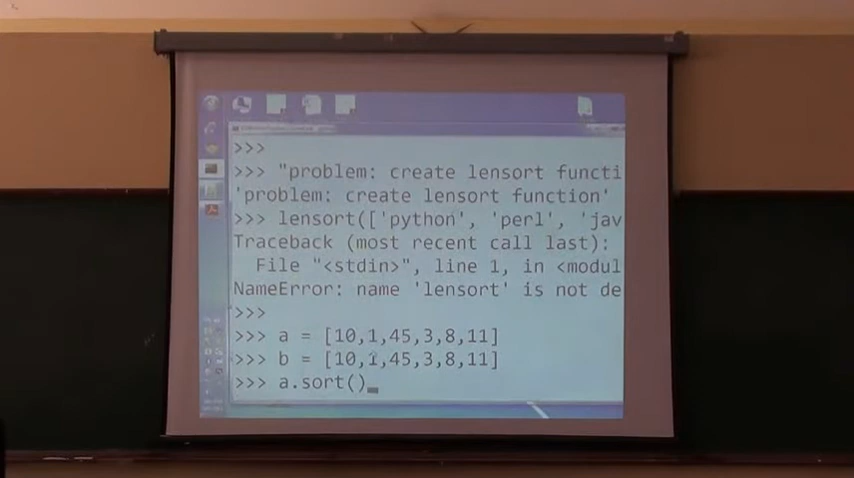 >>>
>>> "problem: create lensort functi
'problem: create lensort function'
>>> lensort(['python', 'perl', 'jav
Traceback (most recent call last):
  File "<stdin>", line 1, in <modul
NameError: name 'lensort' is not de
>>>
>>> a = [10,1,45,3,8,11]
>>> b = [10,1,45,3,8,11]
>>> a.sort()